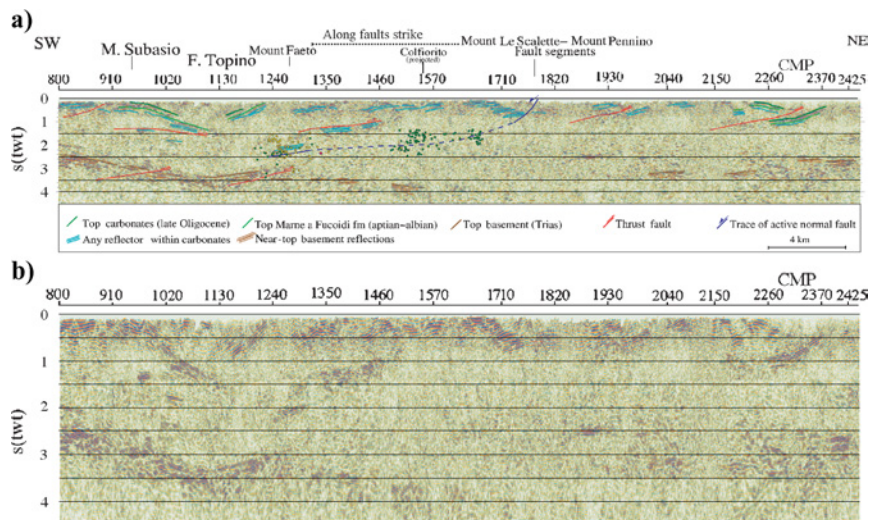 a)
SW
NE
M. Subasio
F. Topino
Mount Faeto
Along faults strike
Colfiorito
(projected)
Mount Le Scalette– Mount Pennino
Fault segments
CMP
800 910 1020 1130 1240 1350 1460 1570 1710 1820 1930 2040 2150 2260 2370 2425
s(twt)
0
1
2
3
4
Top carbonates (late Oligocene)
Top Marne a Fucoidi fm (aptian–albian)
Top basement (Trias)
Thrust fault
Trace of active normal fault
Any reflector within carbonates
Near–top basement reflections
4 km
b)
CMP
800 910 1020 1130 1240 1350 1460 1570 1710 1820 1930 2040 2150 2260 2370 2425
s(twt)
0
1
2
3
4